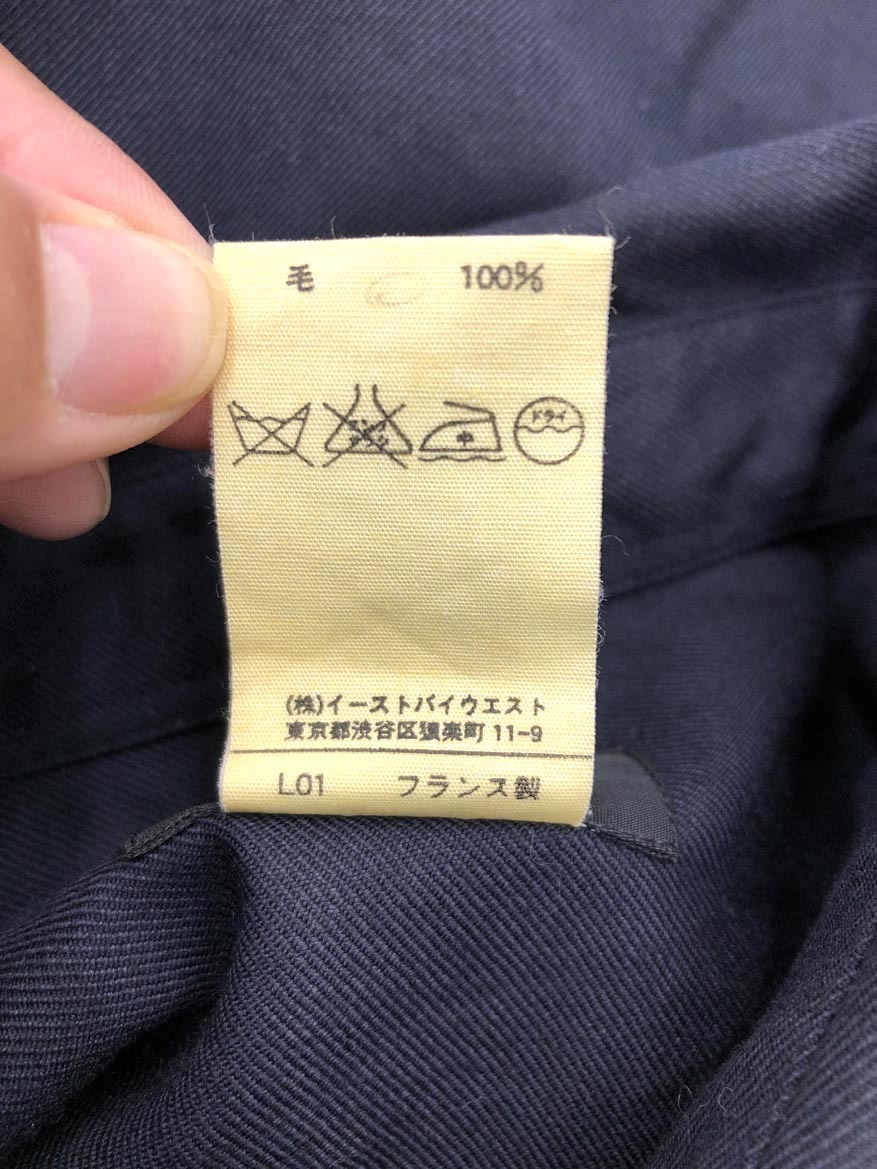 毛 100%
中 ドライ
(株)イーストバイウエスト
東京都渋谷区猿楽町 11-9
L01 フランス製